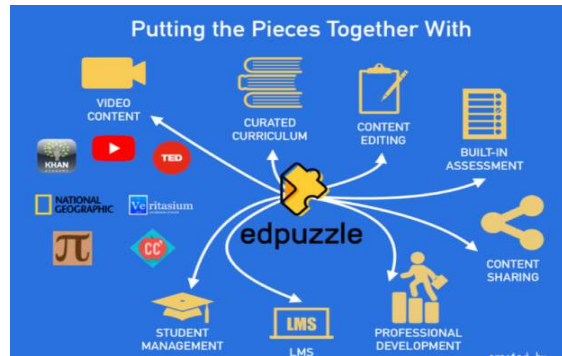 Putting the Pieces Together With
VIDEO
CONTENT
CURATED
CURRICULUM
CONTENT
EDITING
BUILT-IN
ASSESSMENT
KHAN
TED
NATIONAL
GEOGRAPHIC
Veritasium
π
CC
edpuzzle
CONTENT
SHARING
STUDENT
MANAGEMENT
LMS
LMS
PROFESSIONAL
DEVELOPMENT